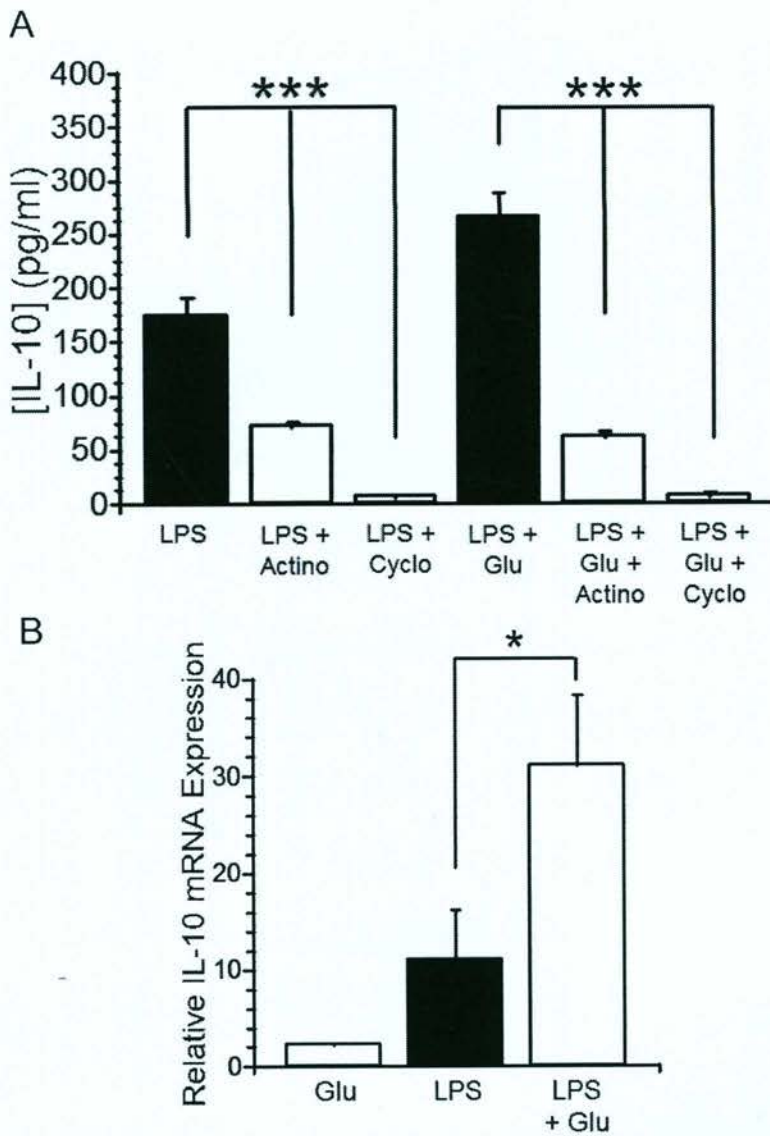 A
[IL-10] (pg/ml)
400
350
300
250
200
150
100
50
0
***
***
LPS
LPS +
Actino
LPS +
Cyclo
LPS +
Glu
LPS +
Glu +
Actino
LPS +
Glu +
Cyclo
B
Relative IL-10 mRNA Expression
40
30
20
10
0
*
Glu
LPS
LPS
+ Glu